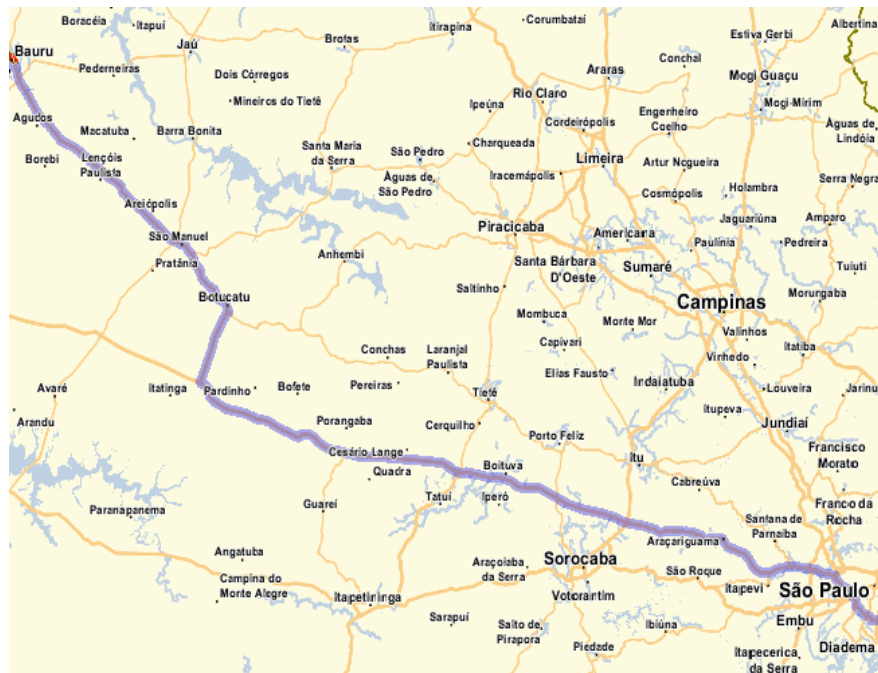 Boracéia
Itapuí
Itirapina
Corumbataí
Albertina
Bauru
Jaú
Brotas
Estiva Gerbi
Pederneiras
Dois Córregos
Araras
Conchal
Mogi Guaçu
Mineiros do Tietê
Ipeúna
Rio Claro
Mogi-Mirim
Agudos
Macatuba
Barra Bonita
Cordeirópolis
Engenheiro
Coelho
Águas de
Lindóia
Borebi
Lençóis
Paulista
Santa Maria
da Serra
São Pedro
Charqueada
Limeira
Artur Nogueira
Águas de
São Pedro
Iracemápolis
Holambra
Serra Negra
Areiópolis
Cosmópolis
São Manuel
Piracicaba
Americana
Jaguariúna
Amparo
Pratânia
Anhembi
Santa Bárbara
D'Oeste
Sumaré
Paulínia
Pedreira
Tuiuti
Botucatu
Saltinho
Campinas
Morungaba
Mombuca
Monte Mor
Valinhos
Conchas
Laranjal
Paulista
Capivari
Vinhedo
Itatiba
Avaré
Itatinga
Pardinho
Bofete
Pereiras
Elias Fausto
Indaiatuba
Louveira
Jarinu
Tietê
Arandu
Porangaba
Cerquilho
Itupeva
Jundiaí
Porto Feliz
Cesário Lange
Itu
Francisco
Morato
Quadra
Boituva
Cabreúva
Paranapanema
Guareí
Tatuí
Iperó
Franco da
Rocha
Santana de
Parnaíba
Araçariguama
Angatuba
Araçoiaba
da Serra
Sorocaba
São Roque
Itapevi
São Paulo
Campina do
Monte Alegre
Itapetininga
Votorantim
Sarapuí
Salto de
Pirapora
Ibiúna
Embu
Piedade
Itapecerica
da Serra
Diadema